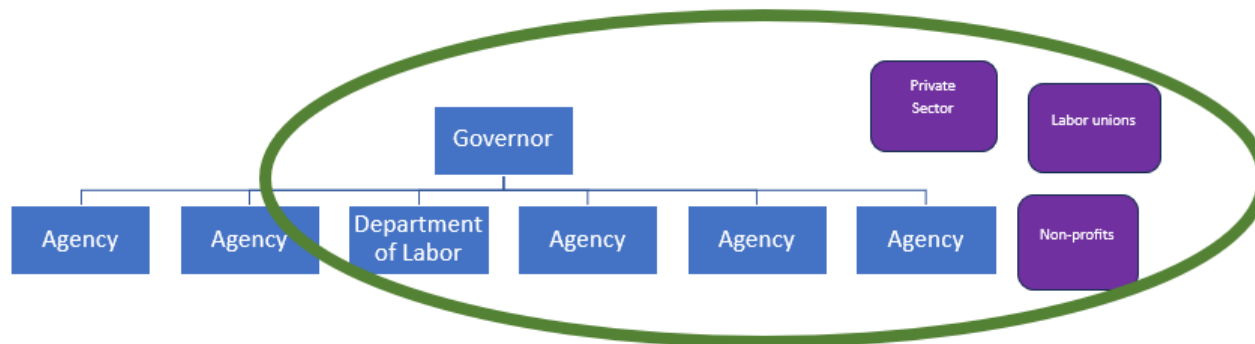 Private
Sector
Labor unions
Governor
Agency
Agency
Department
of Labor
Agency
Agency
Agency
Non-profits